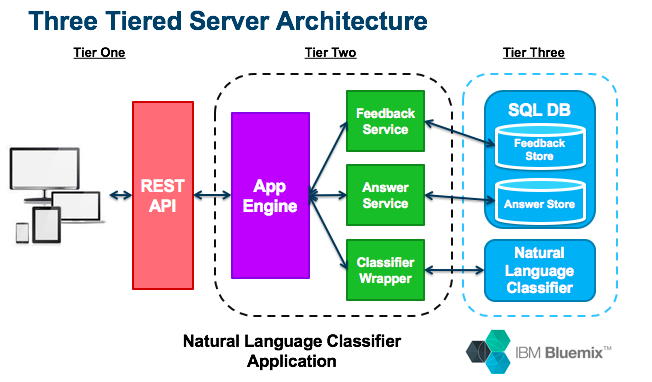 Three Tiered Server Architecture
Tier One
Tier Two
Tier Three
REST
API
App
Engine
Feedback
Service
Answer
Service
Classifier
Wrapper
SQL DB
Feedback
Store
Answer Store
Natural
Language
Classifier
Natural Language Classifier
Application
IBM Bluemix™